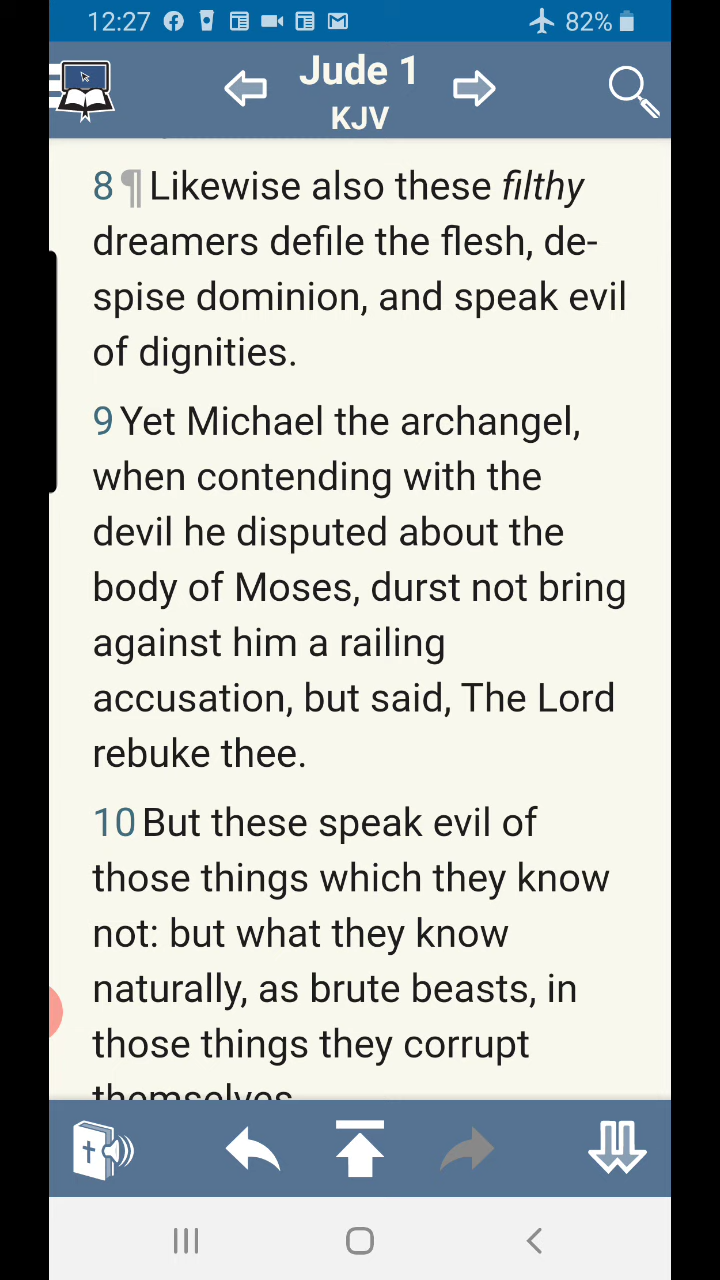 12:27 82%
Jude 1
KJV
8 ¶ Likewise also these filthy
dreamers defile the flesh, de-
spise dominion, and speak evil
of dignities.
9 Yet Michael the archangel,
when contending with the
devil he disputed about the
body of Moses, durst not bring
against him a railing
accusation, but said, The Lord
rebuke thee.
10 But these speak evil of
those things which they know
not: but what they know
naturally, as brute beasts, in
those things they corrupt
themselves.